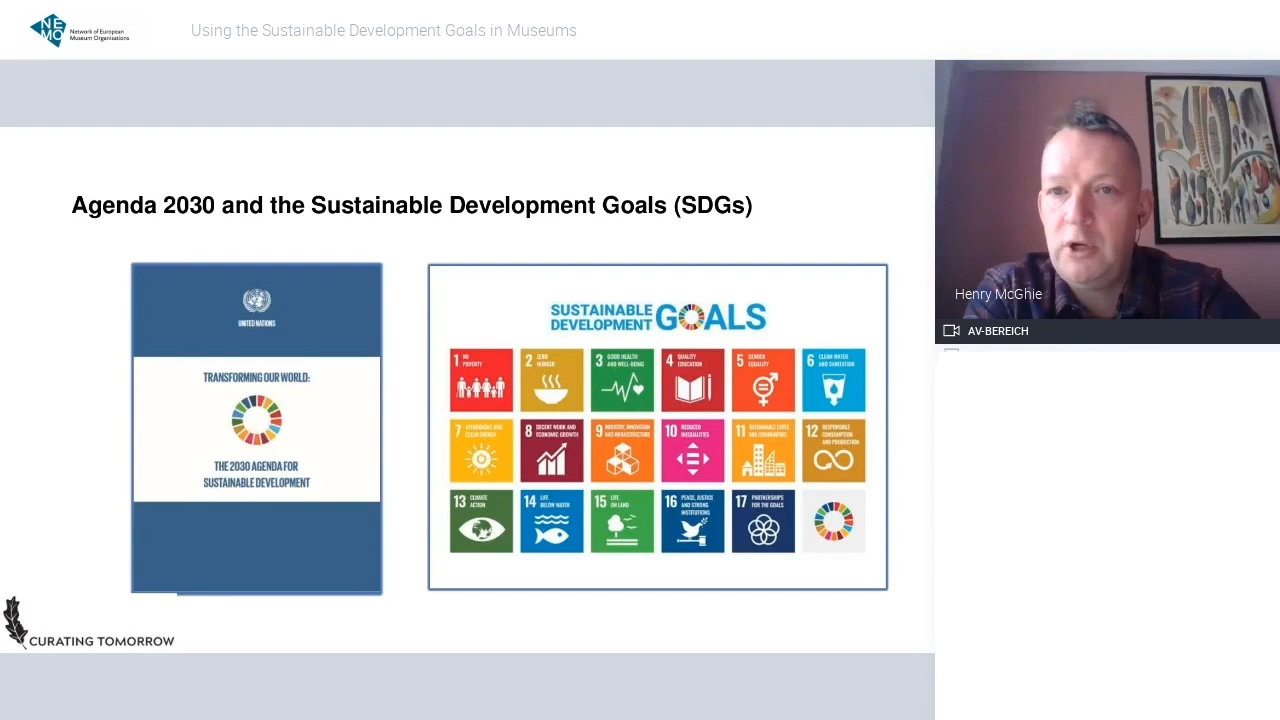 NE
MO
Network of European
Museum Organisations
Using the Sustainable Development Goals in Museums
Agenda 2030 and the Sustainable Development Goals (SDGs)
UNITED NATIONS
TRANSFORMING OUR WORLD:
THE 2030 AGENDA FOR
SUSTAINABLE DEVELOPMENT
SUSTAINABLE
DEVELOPMENT
GOALS
1 NO
POVERTY
2 ZERO
HUNGER
3 GOOD HEALTH
AND WELL-BEING
4 QUALITY
EDUCATION
5 GENDER
EQUALITY
6 CLEAN WATER
AND SANITATION
7 AFFORDABLE AND
CLEAN ENERGY
8 DECENT WORK AND
ECONOMIC GROWTH
9 INDUSTRY, INNOVATION
AND INFRASTRUCTURE
10 REDUCED
INEQUALITIES
11 SUSTAINABLE CITIES
AND COMMUNITIES
12 RESPONSIBLE
CONSUMPTION
AND PRODUCTION
13 CLIMATE
ACTION
14 LIFE
BELOW WATER
15 LIFE
ON LAND
16 PEACE, JUSTICE
AND STRONG
INSTITUTIONS
17 PARTNERSHIPS
FOR THE GOALS
CURATING TOMORROW
Henry McGhie
AV-BEREICH